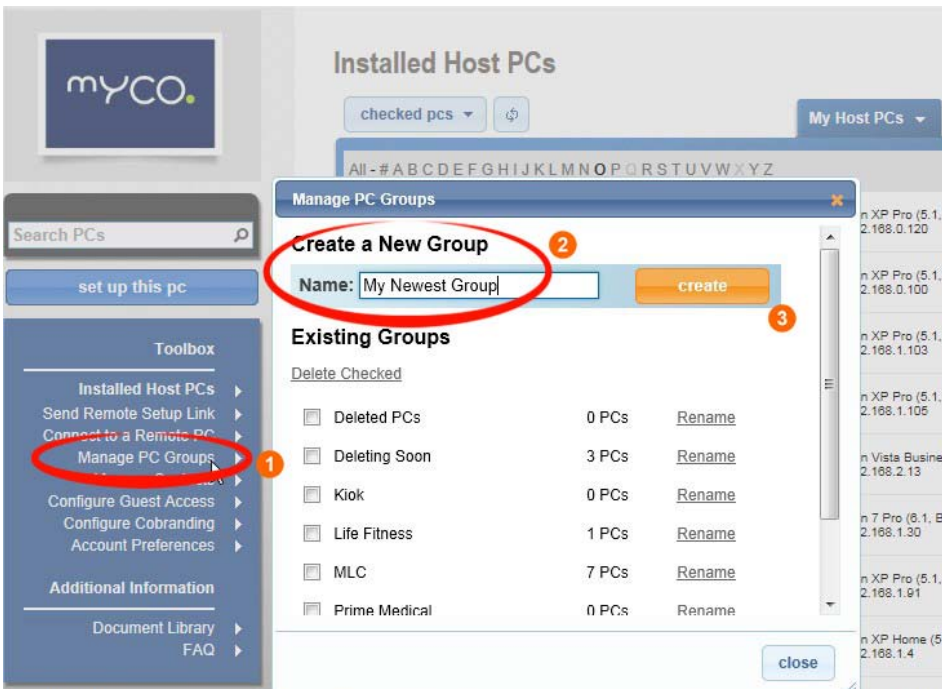 myco.
Installed Host PCs
checked pcs
My Host PCs
All - # A B C D E F G H I J K L M N O P Q R S T U V W X Y Z
Search PCs
set up this pc
Toolbox
Installed Host PCs
Send Remote Setup Link
Connect to a Remote PC
Manage PC Groups
Configure Guest Access
Configure Cobranding
Account Preferences
Additional Information
Document Library
FAQ
1
Manage PC Groups
Create a New Group
2
Name: My Newest Group
create
3
Existing Groups
Delete Checked
Deleted PCs 0 PCs Rename
Deleting Soon 3 PCs Rename
Kiok 0 PCs Rename
Life Fitness 1 PCs Rename
MLC 7 PCs Rename
Prime Medical 0 PCs Rename
close
n XP Pro (5.1,
2.168.0.120
n XP Pro (5.1,
2.168.0.100
n XP Pro (5.1,
2.168.1.103
n XP Pro (5.1,
2.168.1.105
n Vista Busine
2.168.2.13
n 7 Pro (6.1, B
2.168.1.30
n XP Pro (5.1,
2.168.1.91
n XP Home (5
2.168.1.4